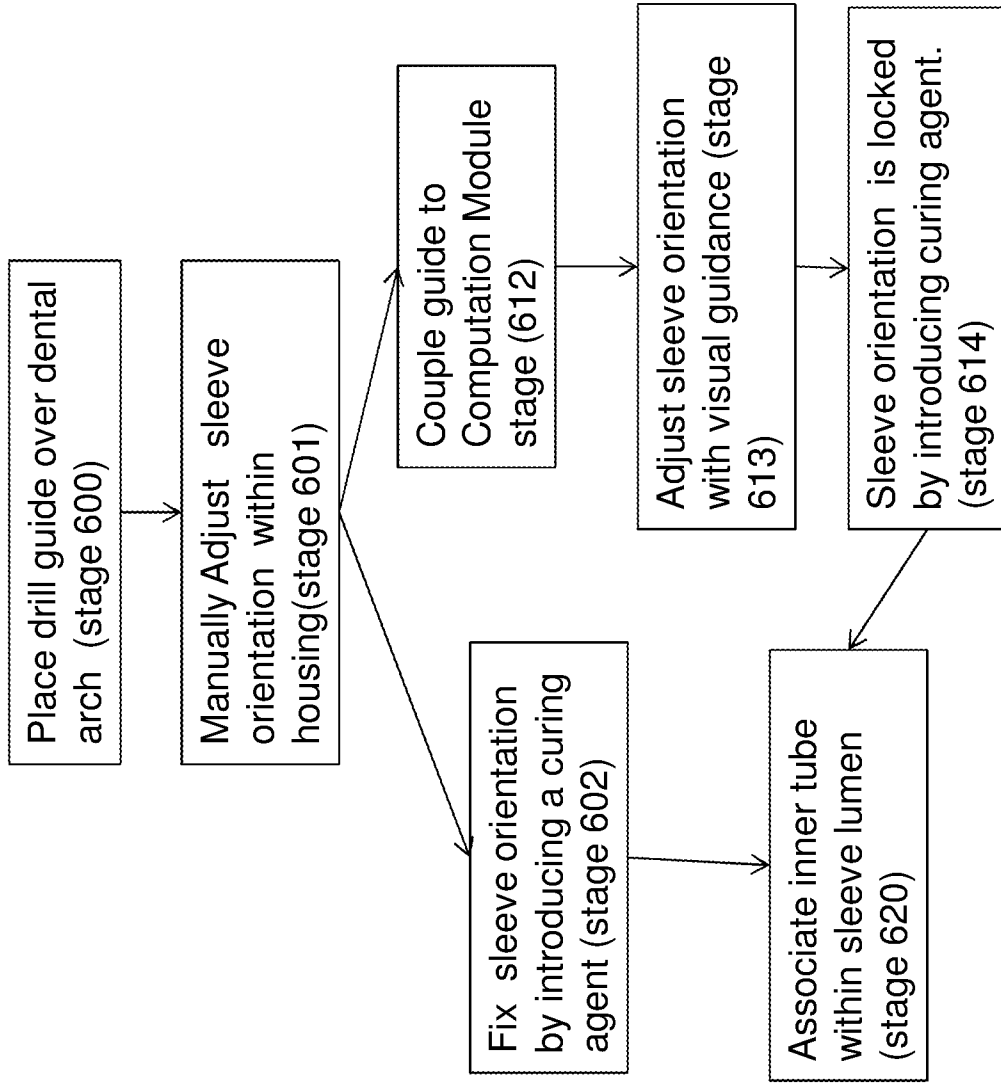 Place drill guide over dental
arch (stage 600)
Manually Adjust sleeve
orientation within
housing(stage 601)
Fix sleeve orientation
by introducing a curing
agent (stage 602)
Couple guide to
Computation Module
stage (612)
Adjust sleeve orientation
with visual guidance (stage
613)
Sleeve orientation is locked
by introducing curing agent.
(stage 614)
Associate inner tube
within sleeve lumen
(stage 620)